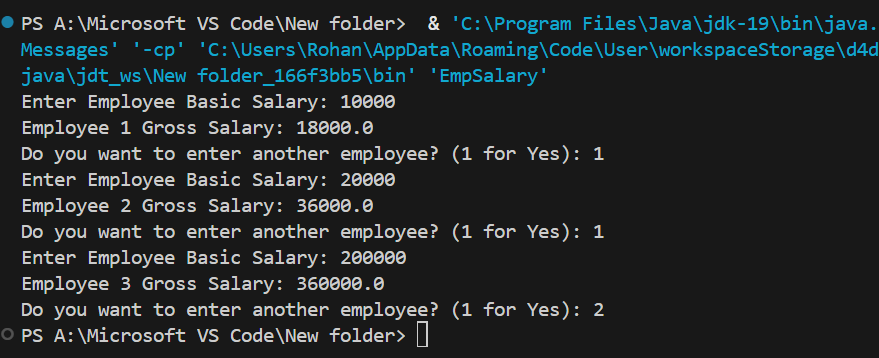 PS A:\Microsoft VS Code\New folder>  & 'C:\Program Files\Java\jdk-19\bin\java.
Messages' '-cp' 'C:\Users\Rohan\AppData\Roaming\Code\User\workspaceStorage\d4d
java\jdt_ws\New folder_166f3bb5\bin' 'EmpSalary'
Enter Employee Basic Salary: 10000
Employee 1 Gross Salary: 18000.0
Do you want to enter another employee? (1 for Yes): 1
Enter Employee Basic Salary: 20000
Employee 2 Gross Salary: 36000.0
Do you want to enter another employee? (1 for Yes): 1
Enter Employee Basic Salary: 200000
Employee 3 Gross Salary: 360000.0
Do you want to enter another employee? (1 for Yes): 2
PS A:\Microsoft VS Code\New folder>